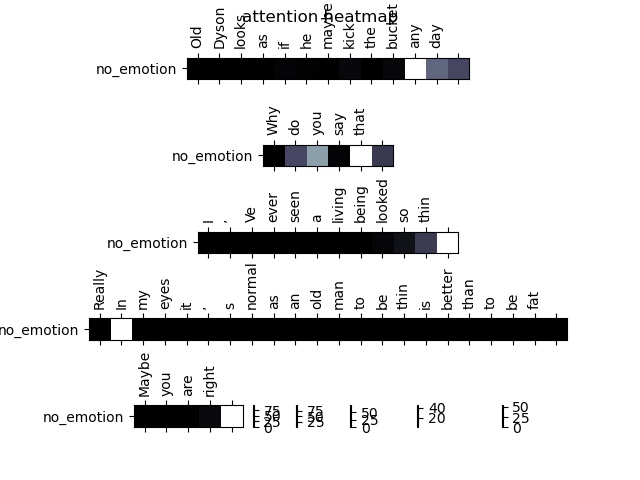 attention heatmap
Old Dyson looks as if he maybe kicks the bucket any day
no_emotion
Why do you say that
no_emotion
I ' Ve ever seen a living being looked so thin
no_emotion
Really In my eyes it ' s normal as an old man to be thin is better than to be fat
no_emotion
Maybe you are right
no_emotion
75 75 50 40 50
50 50 25 20 25
25 25 0 0
0